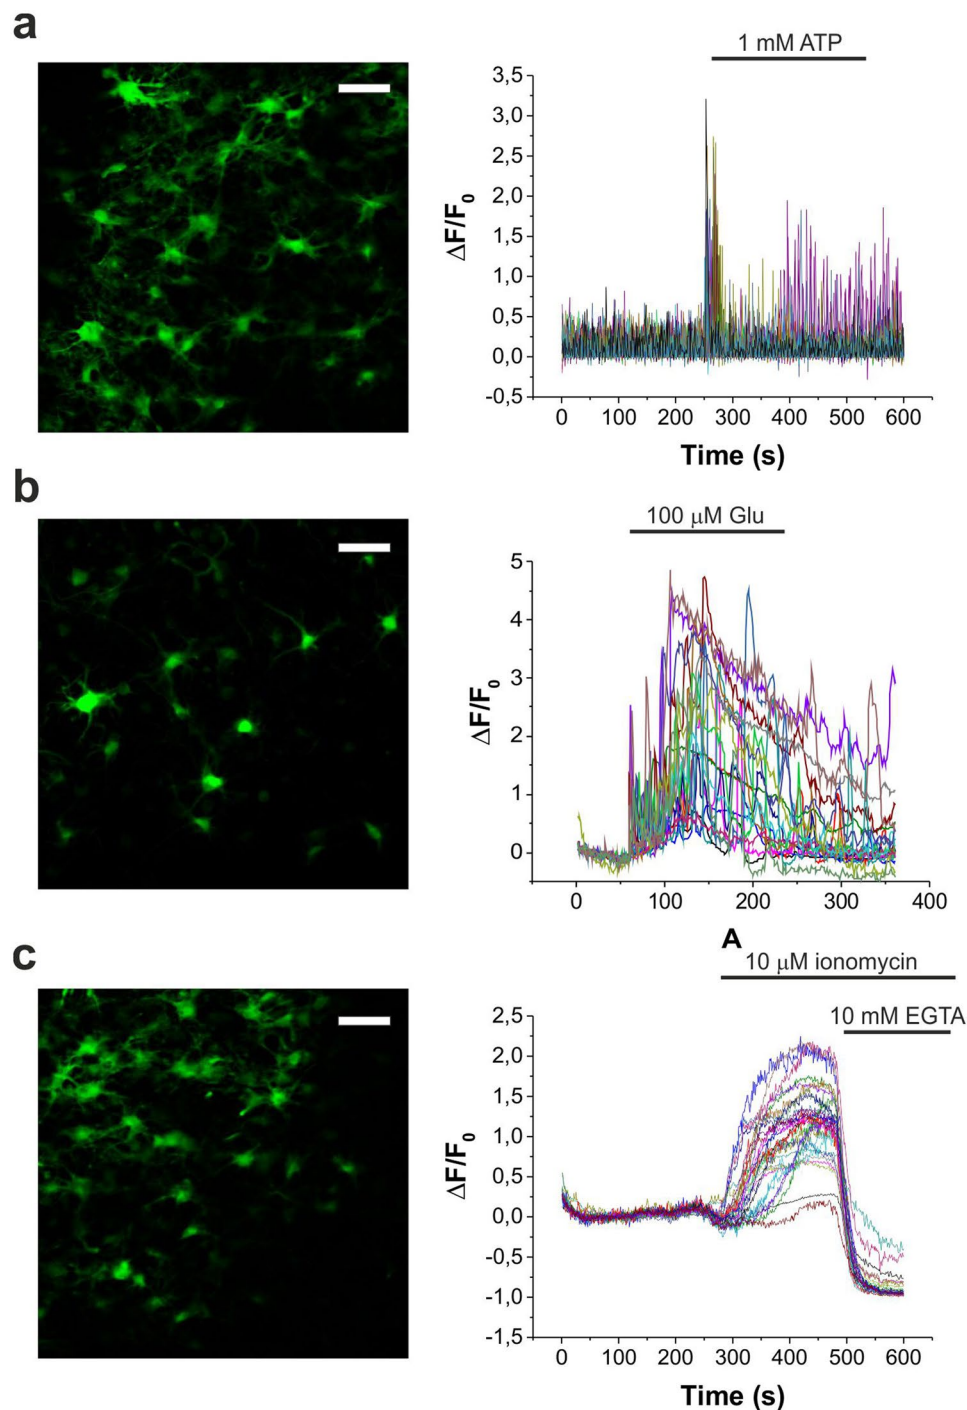 a
1 mM ATP
3,5
3,0
2,5
2,0
1,5
1,0
0,5
0,0
-0,5
ΔF/F0
0 100 200 300 400 500 600
Time (s)
b
100 μM Glu
5
4
3
2
1
0
ΔF/F0
0 100 200 300 400
A
c
10 μM ionomycin
10 mM EGTA
2,5
2,0
1,5
1,0
0,5
0,0
-0,5
-1,0
-1,5
ΔF/F0
0 100 200 300 400 500 600
Time (s)